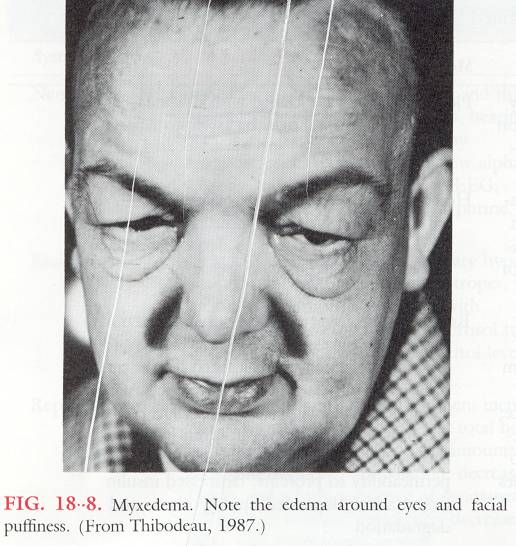 FIG. 18-8. Myxedema. Note the edema around eyes and facial
puffiness. (From Thibodeau, 1987.)